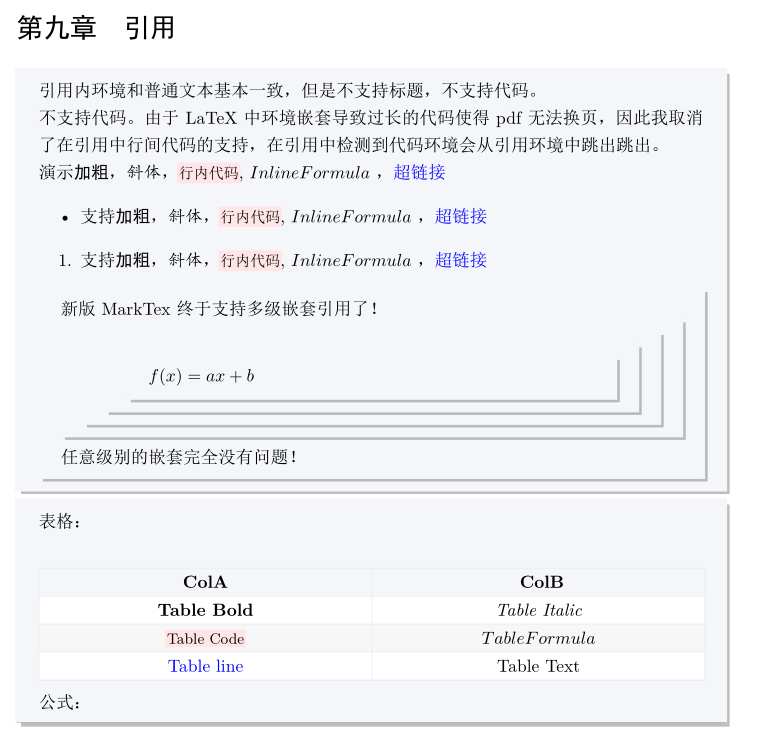 第九章　引用
引用内环境和普通文本基本一致，但是不支持标题，不支持代码。
不支持代码。由于 LaTeX 中环境嵌套导致过长的代码使得 pdf 无法换页，因此我取消
了在引用中行间代码的支持，在引用中检测到代码环境会从引用环境中跳出跳出。
演示加粗，斜体，行内代码, InlineFormula ，超链接
• 支持加粗，斜体，行内代码, InlineFormula ，超链接
1. 支持加粗，斜体，行内代码, InlineFormula ，超链接
新版 MarkTex 终于支持多级嵌套引用了！
f(x) = ax + b
任意级别的嵌套完全没有问题！
表格：
ColA ColB
Table Bold Table Italic
Table Code TableFormula
Table line Table Text
公式：